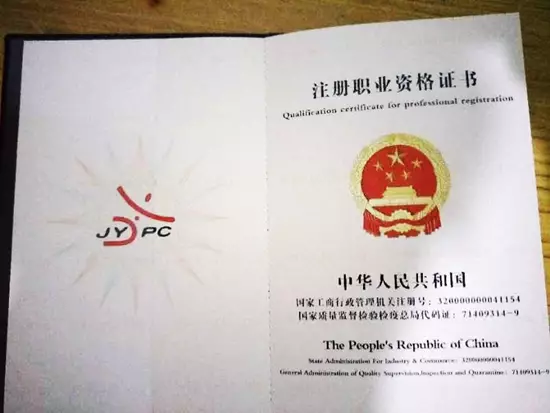 JYPC
注册职业资格证书
Qualification certificate for professional registration
中华人民共和国
国家工商行政管理机关注册号：320000000041154
国家质量监督检验检疫总局代码证：71409314-9
The People's Republic of China
State Administration For Industry & Commerce: 320000000041154
General Administration of Quality Supervision,Inspection and Quarantine: 71409314-9